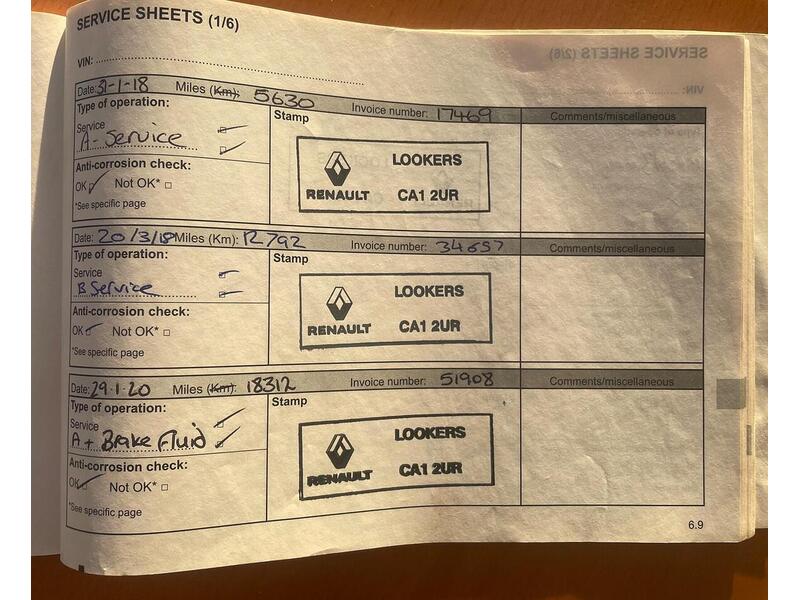 SERVICE SHEETS (1/6)
SERVICE SHEETS (2/6)
VIN:
VIN:
Date: 31-1-18 Miles (Km): 5630 Invoice number: 17469 Comments/miscellaneous
Type of operation:
Service
A-Service
Anti-corrosion check:
OK Not OK*
*See specific page
Stamp
RENAULT
LOOKERS
CA1 2UR
Date: 20/3/18 Miles (Km): 12792 Invoice number: 34657 Comments/miscellaneous
Type of operation:
Service
B Service
Anti-corrosion check:
OK Not OK*
*See specific page
Stamp
RENAULT
LOOKERS
CA1 2UR
Date: 29-1-20 Miles (Km): 18312 Invoice number: 51908 Comments/miscellaneous
Type of operation:
Service
A + Brake Fluid
Anti-corrosion check:
OK Not OK*
*See specific page
Stamp
RENAULT
LOOKERS
CA1 2UR
6.9